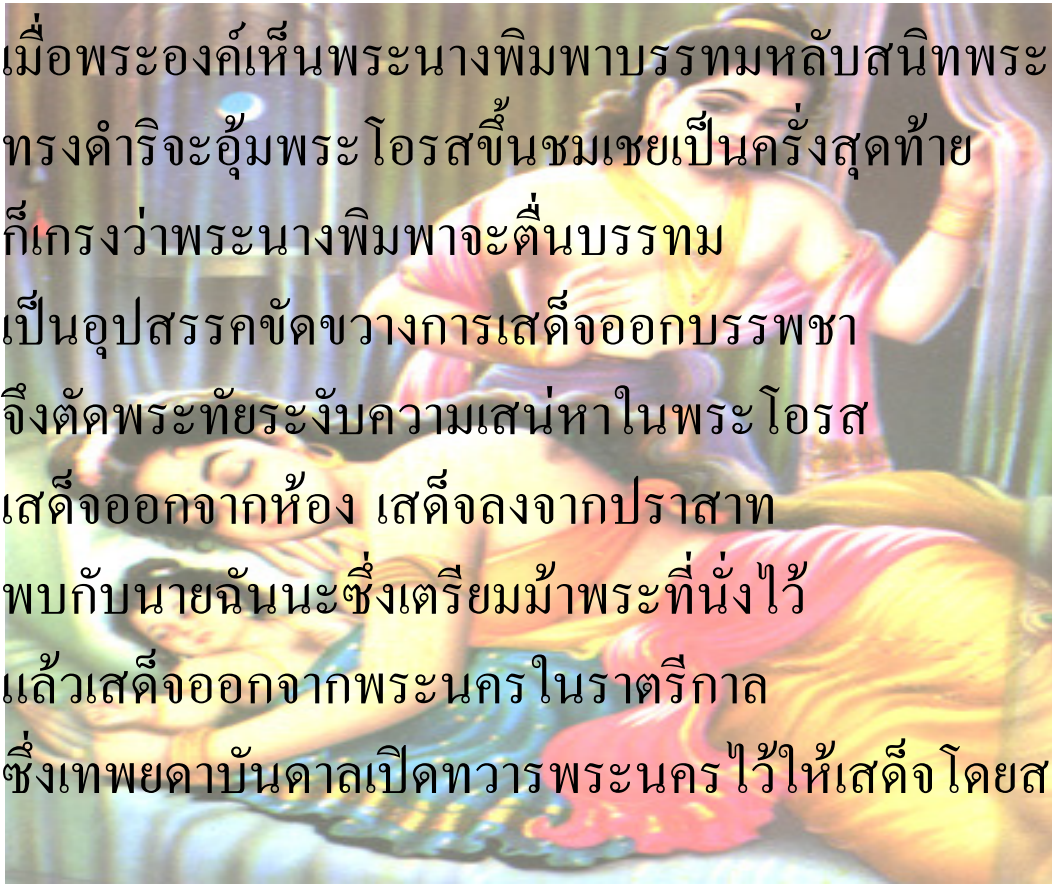 เมื่อพระองค์เห็นพระนางพิมพาบรรทมหลับสนิทพระ
ทรงดำริจะอุ้มพระโอรสขึ้นชมเชยเป็นครั่งสุดท้าย
ก็เกรงว่าพระนางพิมพาจะตื่นบรรทม
เป็นอุปสรรคขัดขวางการเสด็จออกบรรพชา
จึงตัดพระทัยระงับความเสน่หาในพระโอรส
เสด็จออกจากห้อง เสด็จลงจากปราสาท
พบกับนายฉันนะซึ่งเตรียมม้าพระที่นั่งไว้
แล้วเสด็จออกจากพระนครในราตรีกาล
ซึ่งเทพยดาบันดาลเปิดทวารพระนครไว้ให้เสด็จโดยส